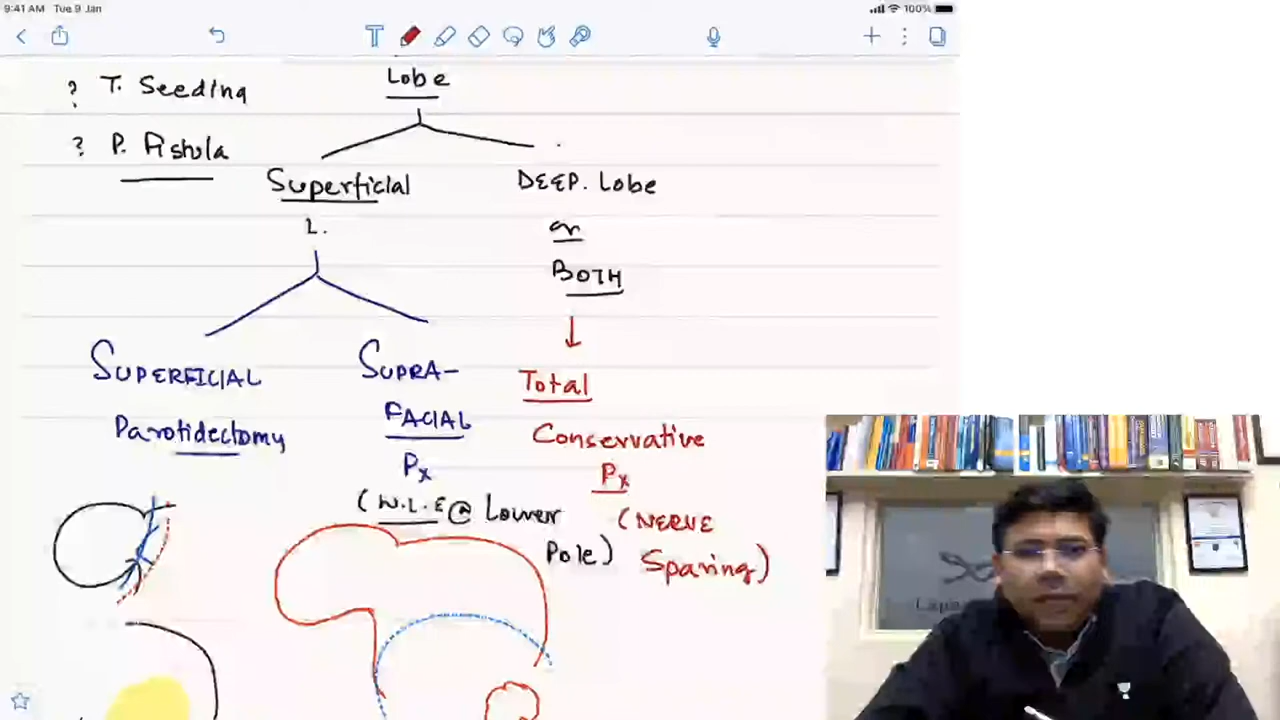 9:41 AM Tue 9 Jan
100%
T
? T. Seeding
Lobe
? P. Fistula
Superficial
DEEP. Lobe
L.
or
BOTH
SUPERFICIAL
SUPRA-
Total
Parotidectomy
FACIAL
Conservative
Px
Px
(W.L.E @ Lower
(NERVE
Pole)
Sparing)